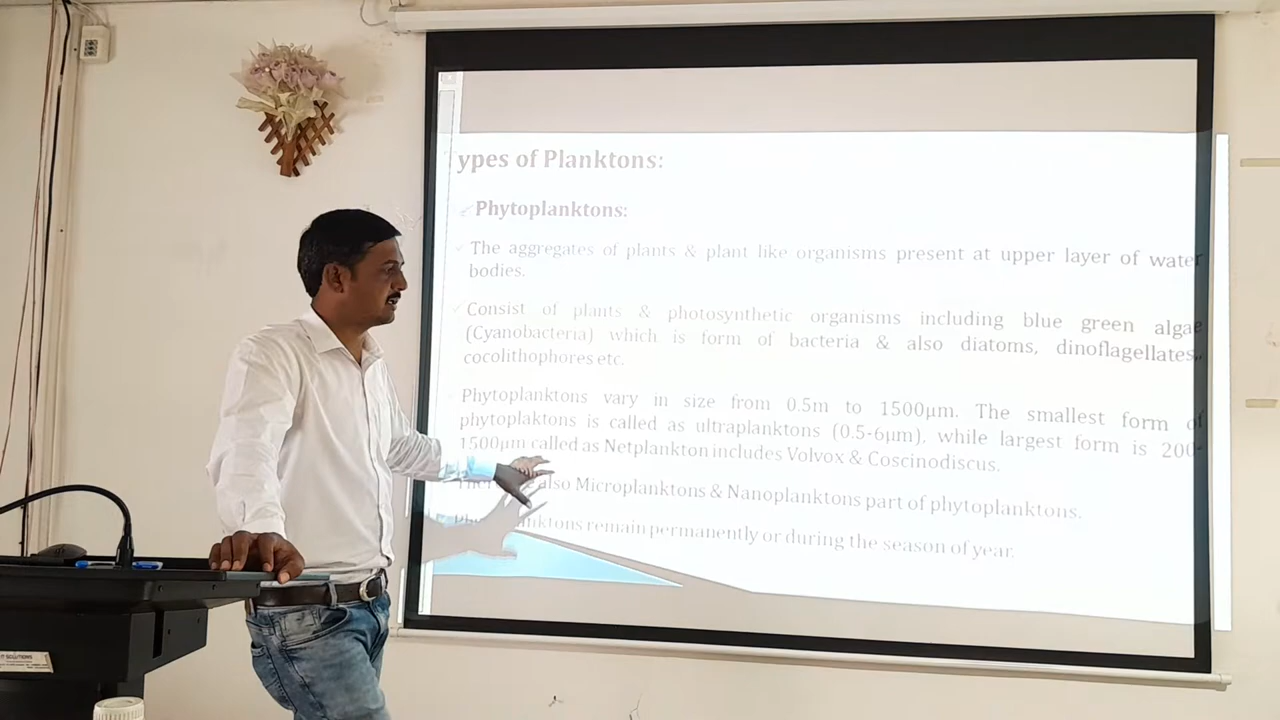 ypes of Planktons:
Phytoplanktons:
The aggregates of plants & plant like organisms present at upper layer of water
bodies.
Consist of plants & photosynthetic organisms including blue green algae
(Cyanobacteria) which is form of bacteria & also diatoms, dinoflagellates,
cocolithophores etc.
Phytoplanktons vary in size from 0.5m to 1500µm. The smallest form of
phytoplaktons is called as ultraplanktons (0.5-6µm), while largest form is 200-
1500µm called as Netplankton includes Volvox & Coscinodiscus.
also Microplanktons & Nanoplanktons part of phytoplanktons.
nktons remain permanently or during the season of year.
SOLUTIONS